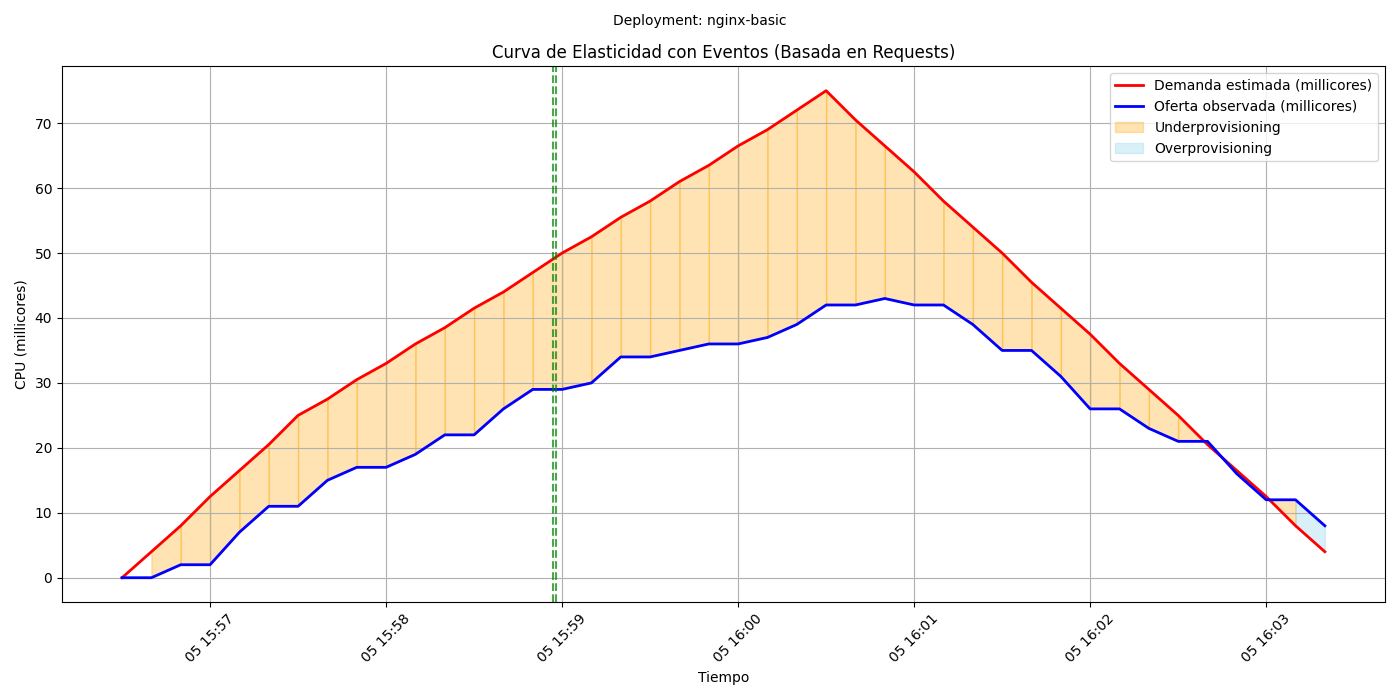 Deployment: nginx-basic
Curva de Elasticidad con Eventos (Basada en Requests)
Demanda estimada (millicores)
Oferta observada (millicores)
Underprovisioning
Overprovisioning
CPU (millicores)
70
60
50
40
30
20
10
0
05 15:57
05 15:58
05 15:59
05 16:00
05 16:01
05 16:02
05 16:03
Tiempo